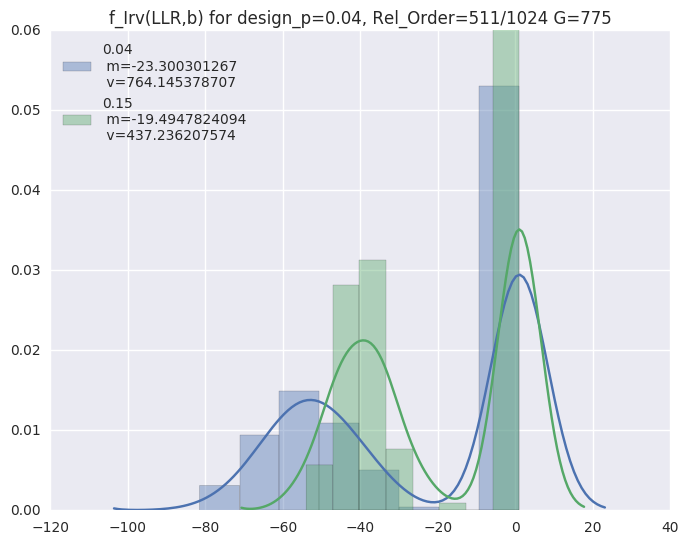 f_Irv(LLR,b) for design_p=0.04, Rel_Order=511/1024 G=775
0.04
m=-23.300301267
v=764.145378707
0.15
m=-19.4947824094
v=437.236207574
0.06
0.05
0.04
0.03
0.02
0.01
0.00
−120 −100 −80 −60 −40 −20 0 20 40